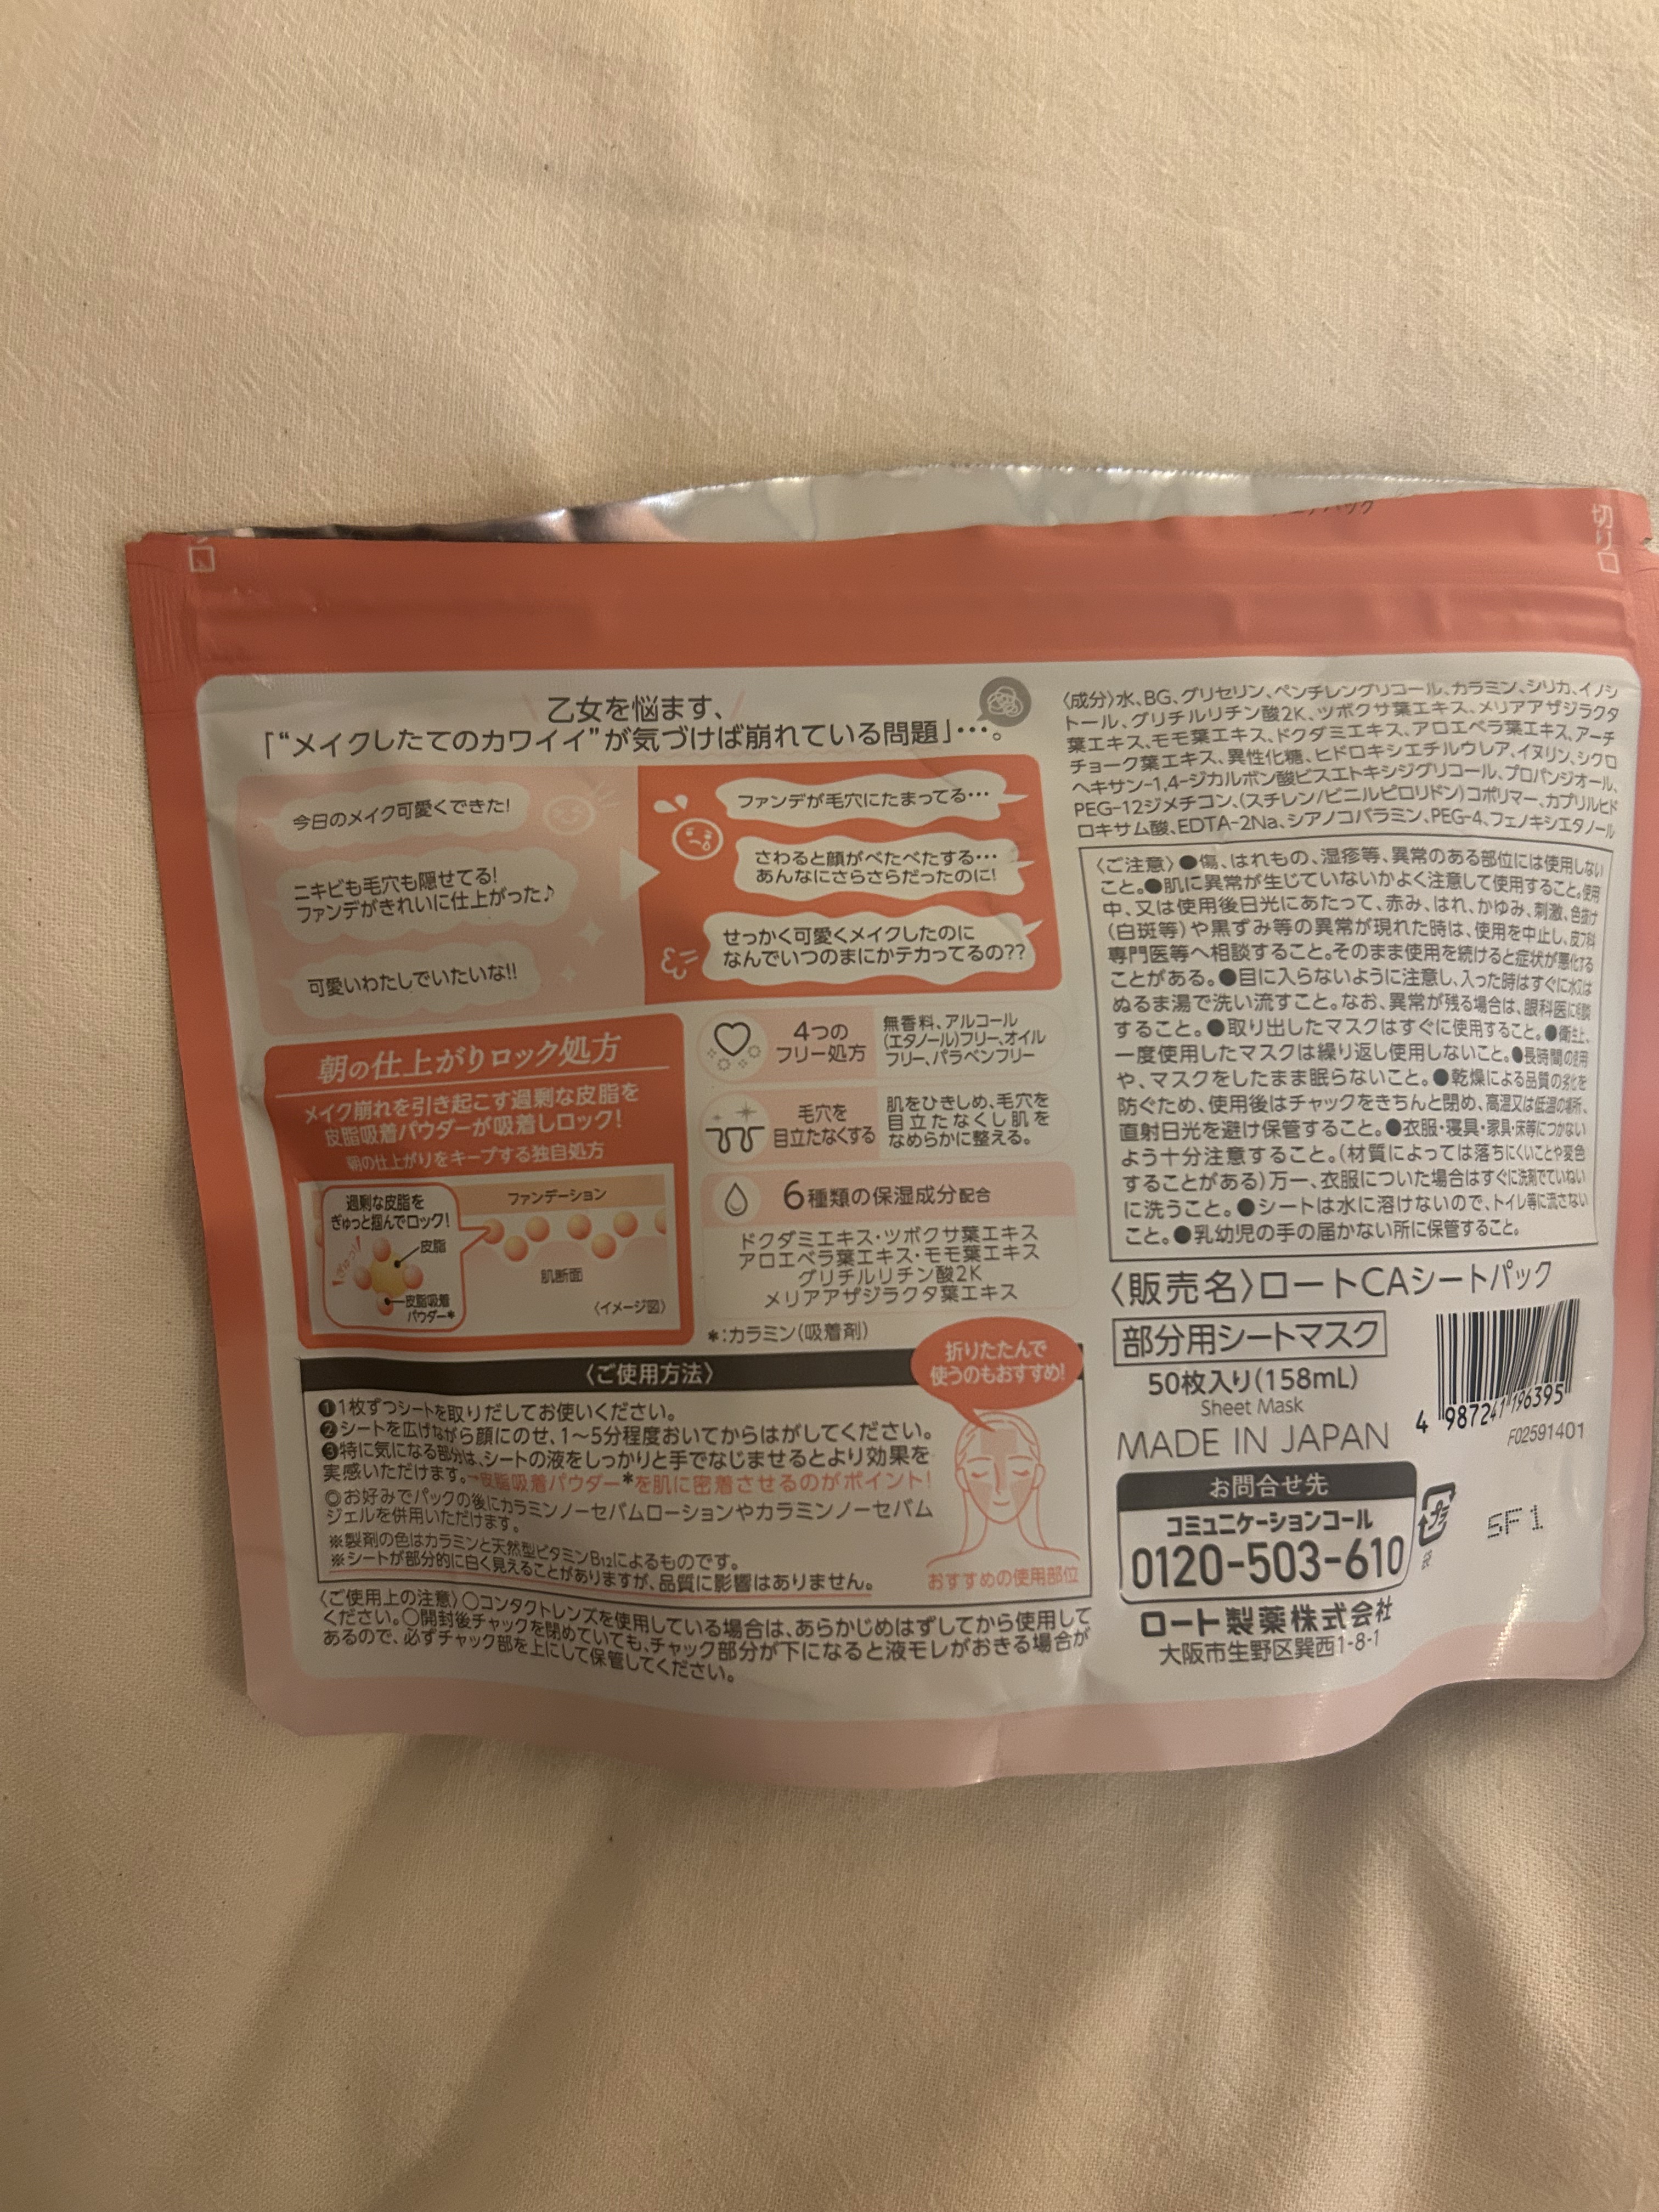 切り口
乙女を悩ます、
「“メイクしたてのカワイイ”が気づけば崩れている問題」…。
今日のメイク可愛くできた!
ニキビも毛穴も隠せてる!
ファンデがきれいに仕上がった♪
可愛いわたしでいたいな!!
ファンデが毛穴にたまってる…
さわると顔がべたべたする…
あんなにさらさらだったのに!
せっかく可愛くメイクしたのに
なんでいつのまにかテカってるの??
朝の仕上がりロック処方
メイク崩れを引き起こす過剰な皮脂を
皮脂吸着パウダーが吸着しロック!
朝の仕上がりをキープする独自処方
過剰な皮脂を
ぎゅっと掴んでロック!
皮脂
皮脂吸着
パウダー*
ファンデーション
肌断面
〈イメージ図〉
4つの
フリー処方
無香料、アルコール
(エタノール)フリー、オイル
フリー、パラベンフリー
毛穴を
目立たなくする
肌をひきしめ、毛穴を
目立たなくし肌を
なめらかに整える。
6種類の保湿成分配合
ドクダミエキス・ツボクサ葉エキス
アロエベラ葉エキス・モモ葉エキス
グリチルリチン酸2K
メリアアザジラクタ葉エキス
*:カラミン(吸着剤)
〈ご使用方法〉
折りたたんで
使うのもおすすめ!
❶1枚ずつシートを取りだしてお使いください。
❷シートを広げながら顔にのせ、1〜5分程度おいてからはがしてください。
❸特に気になる部分は、シートの液をしっかりと手でなじませるとより効果を
実感いただけます。→皮脂吸着パウダー*を肌に密着させるのがポイント!
◎お好みでパックの後にカラミンノーセバムローションやカラミンノーセバム
ジェルを併用いただけます。
※製剤の色はカラミンと天然型ビタミンB12によるものです。
※シートが部分的に白く見えることがありますが、品質に影響はありません。
おすすめの使用部位
〈ご使用上の注意〉○コンタクトレンズを使用している場合は、あらかじめはずしてから使用して
ください。○開封後チャックを閉めていても、チャック部分が下になると液モレがおきる場合が
あるので、必ずチャック部を上にして保管してください。
〈成分〉水、BG、グリセリン、ペンチレングリコール、カラミン、シリカ、イノシ
トール、グリチルリチン酸2K、ツボクサ葉エキス、メリアアザジラクタ
葉エキス、モモ葉エキス、ドクダミエキス、アロエベラ葉エキス、アーチ
チョーク葉エキス、異性化糖、ヒドロキシエチルウレア、イヌリン、シクロ
ヘキサン-1,4-ジカルボン酸ビスエトキシジグリコール、プロパンジオール、
PEG-12ジメチコン、(スチレン/ビニルピロリドン)コポリマー、カプリルヒド
ロキサム酸、EDTA-2Na、シアノコバラミン、PEG-4、フェノキシエタノール
〈ご注意〉●傷、はれもの、湿疹等、異常のある部位には使用しない
こと。●肌に異常が生じていないかよく注意して使用すること。使用
中、又は使用後日光にあたって、赤み、はれ、かゆみ、刺激、色抜け
(白斑等)や黒ずみ等の異常が現れた時は、使用を中止し、皮フ科
専門医等へ相談すること。そのまま使用を続けると症状が悪化する
ことがある。●目に入らないように注意し、入った時はすぐに水又は
ぬるま湯で洗い流すこと。なお、異常が残る場合は、眼科医に相談
すること。●取り出したマスクはすぐに使用すること。●衛生上、
一度使用したマスクは繰り返し使用しないこと。●長時間の使用
や、マスクをしたまま眠らないこと。●乾燥による品質の劣化を
防ぐため、使用後はチャックをきちんと閉め、高温又は低温の場所、
直射日光を避け保管すること。●衣服・寝具・家具・床等につかない
よう十分注意すること。(材質によっては落ちにくいことや変色
することがある)万一、衣服についた場合はすぐに洗剤でていねい
に洗うこと。●シートは水に溶けないので、トイレ等に流さない
こと。●乳幼児の手の届かない所に保管すること。
〈販売名〉ロートCAシートパック
部分用シートマスク
50枚入り(158mL)
Sheet Mask
MADE IN JAPAN
4 987241 196395
F02591401
お問合せ先
コミュニケーションコール
0120-503-610
プラ
袋
5F1
ロート製薬株式会社
大阪市生野区巽西1-8-1